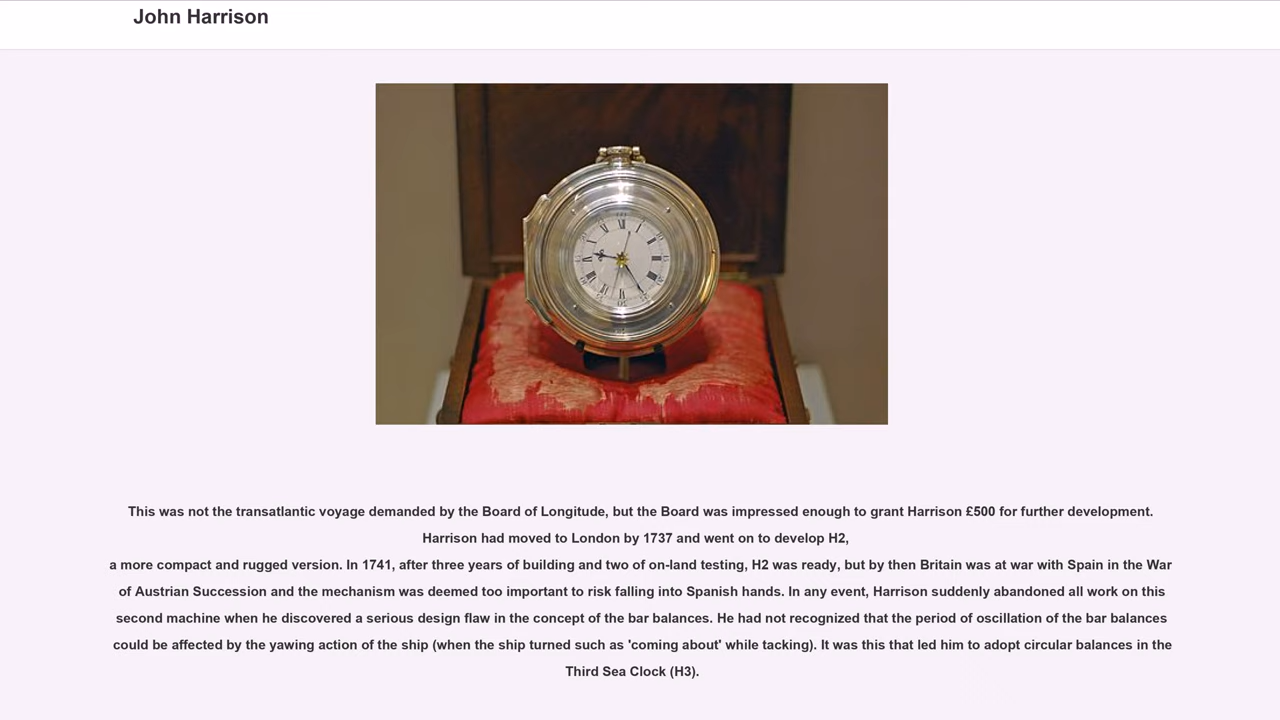 John Harrison
This was not the transatlantic voyage demanded by the Board of Longitude, but the Board was impressed enough to grant Harrison £500 for further development.
Harrison had moved to London by 1737 and went on to develop H2,
a more compact and rugged version. In 1741, after three years of building and two of on-land testing, H2 was ready, but by then Britain was at war with Spain in the War
of Austrian Succession and the mechanism was deemed too important to risk falling into Spanish hands. In any event, Harrison suddenly abandoned all work on this
second machine when he discovered a serious design flaw in the concept of the bar balances. He had not recognized that the period of oscillation of the bar balances
could be affected by the yawing action of the ship (when the ship turned such as 'coming about' while tacking). It was this that led him to adopt circular balances in the
Third Sea Clock (H3).